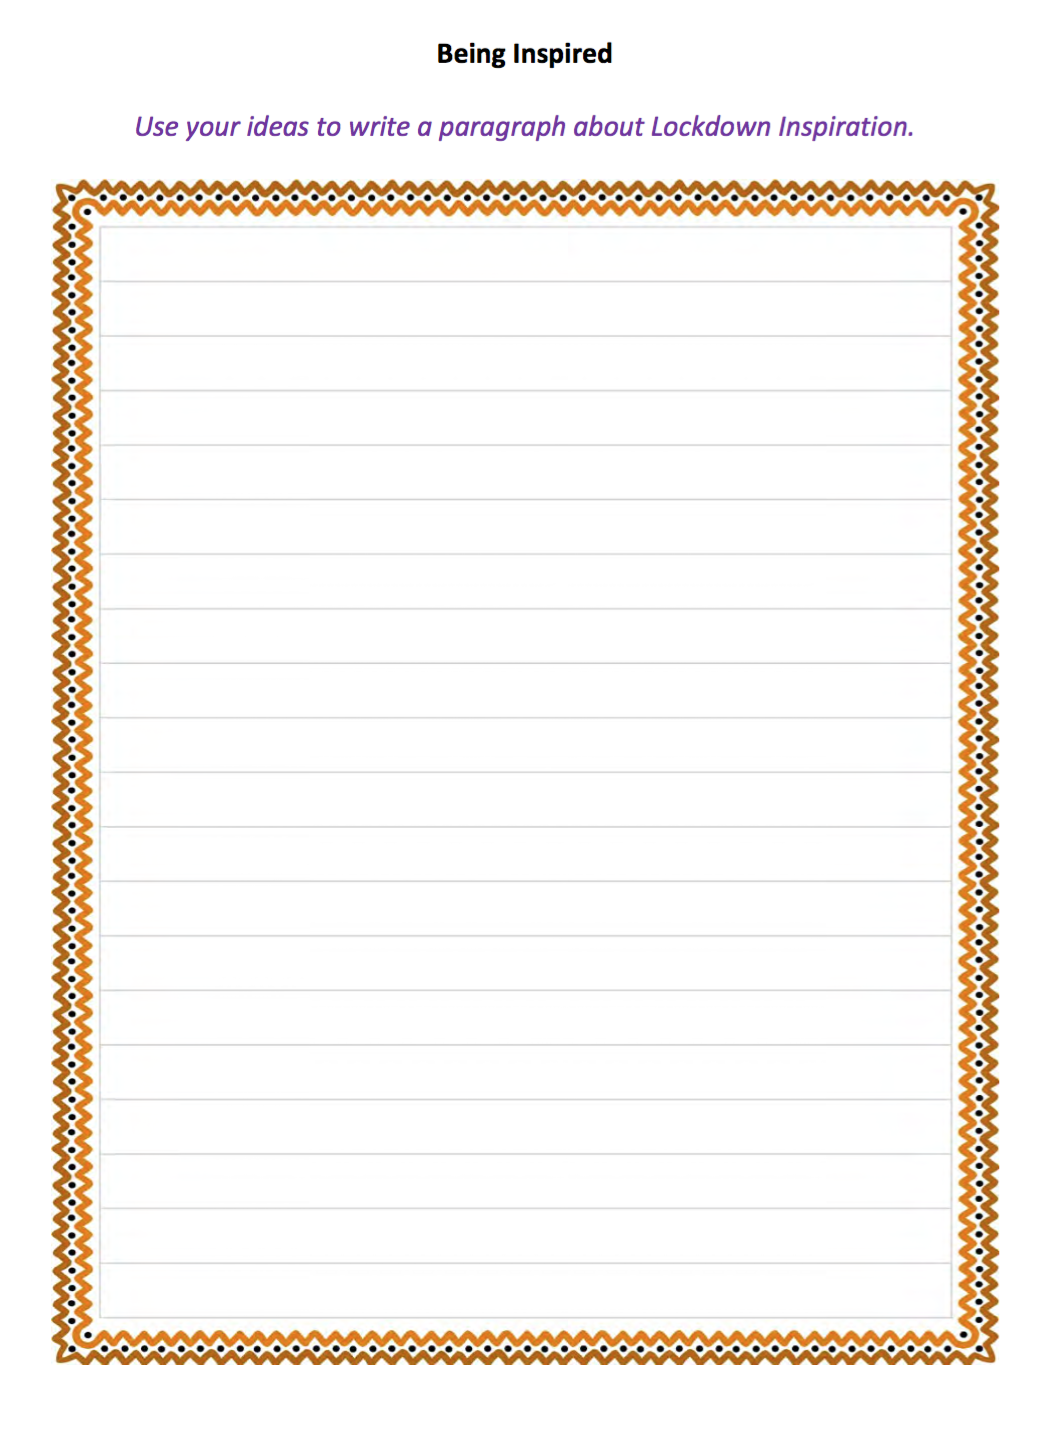 Being Inspired
Use your ideas to write a paragraph about Lockdown Inspiration.